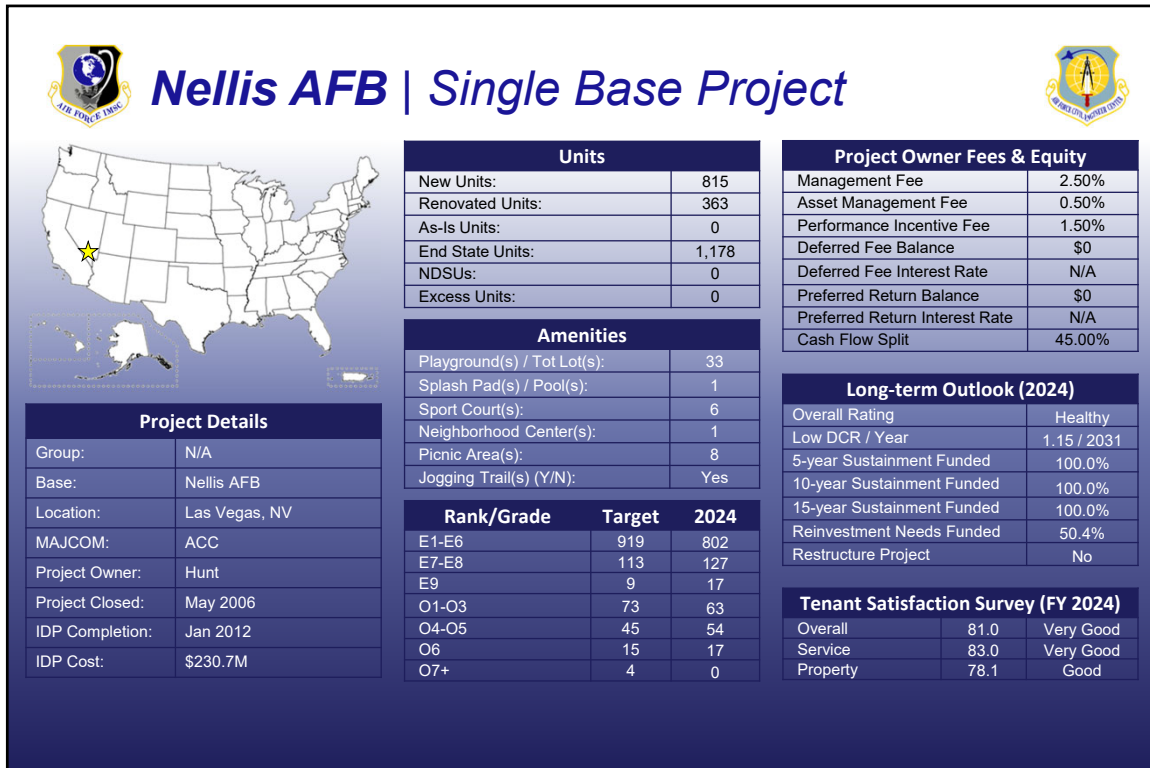 Nellis AFB | Single Base Project
AIR FORCE IMSC
AIR FORCE CIVIL ENGINEER CENTER
Project Details
Group: N/A
Base: Nellis AFB
Location: Las Vegas, NV
MAJCOM: ACC
Project Owner: Hunt
Project Closed: May 2006
IDP Completion: Jan 2012
IDP Cost: $230.7M
Units
New Units: 815
Renovated Units: 363
As-Is Units: 0
End State Units: 1,178
NDSUs: 0
Excess Units: 0
Amenities
Playground(s) / Tot Lot(s): 33
Splash Pad(s) / Pool(s): 1
Sport Court(s): 6
Neighborhood Center(s): 1
Picnic Area(s): 8
Jogging Trail(s) (Y/N): Yes
Rank/Grade Target 2024
E1-E6 919 802
E7-E8 113 127
E9 9 17
O1-O3 73 63
O4-O5 45 54
O6 15 17
O7+ 4 0
Project Owner Fees & Equity
Management Fee 2.50%
Asset Management Fee 0.50%
Performance Incentive Fee 1.50%
Deferred Fee Balance $0
Deferred Fee Interest Rate N/A
Preferred Return Balance $0
Preferred Return Interest Rate N/A
Cash Flow Split 45.00%
Long-term Outlook (2024)
Overall Rating Healthy
Low DCR / Year 1.15 / 2031
5-year Sustainment Funded 100.0%
10-year Sustainment Funded 100.0%
15-year Sustainment Funded 100.0%
Reinvestment Needs Funded 50.4%
Restructure Project No
Tenant Satisfaction Survey (FY 2024)
Overall 81.0 Very Good
Service 83.0 Very Good
Property 78.1 Good